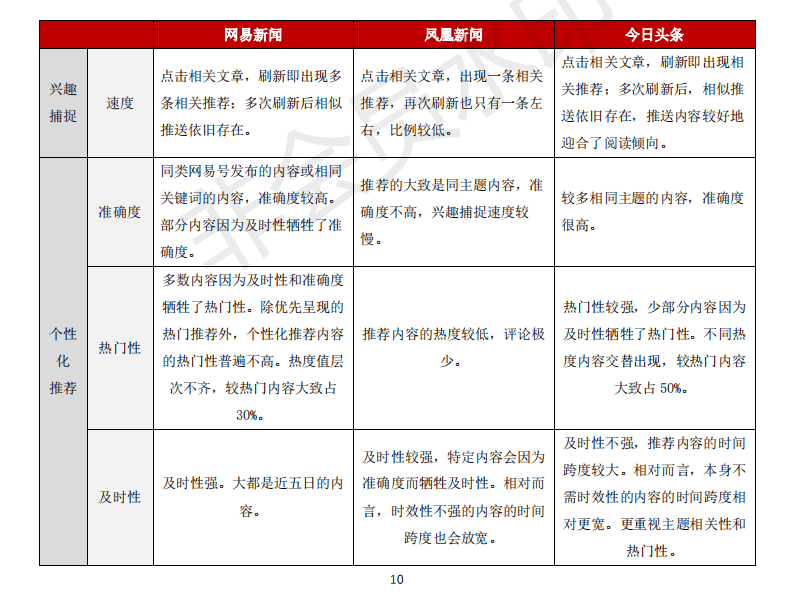 网易新闻 凤凰新闻 今日头条
兴趣
捕捉
速度
点击相关文章，刷新即出现多
条相关推荐；多次刷新后相似
推送依旧存在。
点击相关文章，出现一条相关
推荐，再次刷新也只有一条左
右，比例较低。
点击相关文章，刷新即出现相
关推荐；多次刷新后，相似推
送依旧存在，推送内容较好地
迎合了阅读倾向。
个性
化
推荐
准确度
同类网易号发布的内容或相同
关键词的内容，准确度较高。
部分内容因为及时性牺牲了准
确度。
推荐的大致是同主题内容，准
确度不高，兴趣捕捉速度较
慢。
较多相同主题的内容，准确度
很高。
热门性
多数内容因为及时性和准确度
牺牲了热门性。除优先呈现的
热门推荐外，个性化推荐内容
的热门性普遍不高。热度值层
次不齐，较热门内容大致占
30%。
推荐内容的热度较低，评论极
少。
热门性较强，少部分内容因为
及时性牺牲了热门性。不同热
度内容交替出现，较热门内容
大致占 50%。
及时性
及时性强。大都是近五日的内
容。
及时性较强，特定内容会因为
准确度而牺牲及时性。相对而
言，时效性不强的内容的时间
跨度也会放宽。
及时性不强，推荐内容的时间
跨度较大。相对而言，本身不
需时效性的内容的时间跨度相
对更宽。更重视主题相关性和
热门性。
非会员水印
10